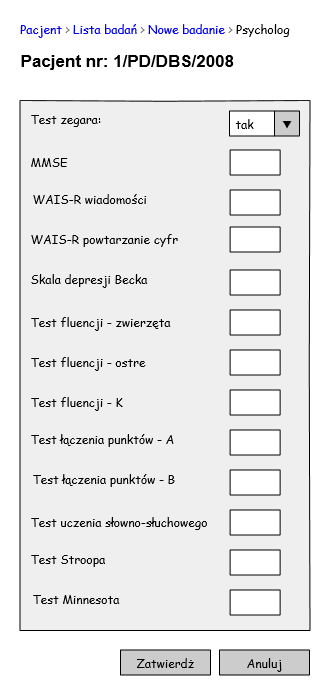 Pacjent > Lista badań > Nowe badanie > Psycholog
Pacjent nr: 1/PD/DBS/2008
Test zegara: tak
MMSE
WAIS-R wiadomości
WAIS-R powtarzanie cyfr
Skala depresji Becka
Test fluencji - zwierzęta
Test fluencji - ostre
Test fluencji - K
Test łączenia punktów - A
Test łączenia punktów - B
Test uczenia słowno-słuchowego
Test Stroopa
Test Minnesota
Zatwierdź Anuluj